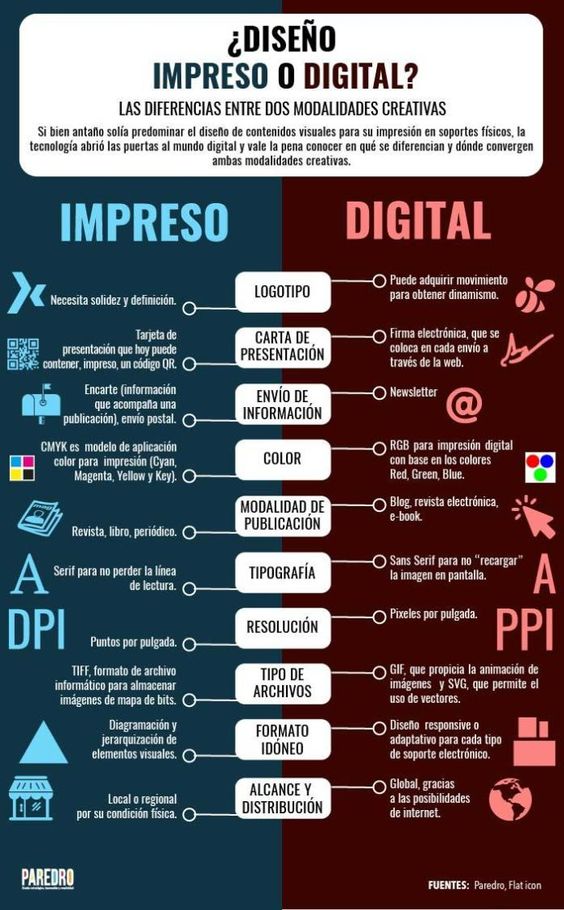 ¿DISEÑO
IMPRESO O DIGITAL?
LAS DIFERENCIAS ENTRE DOS MODALIDADES CREATIVAS
Si bien antaño solía predominar el diseño de contenidos visuales para su impresión en soportes físicos, la
tecnología abrió las puertas al mundo digital y vale la pena conocer en qué se diferencian y dónde convergen
ambas modalidades creativas.
IMPRESO
DIGITAL
Necesita solidez y definición.
LOGOTIPO
Puede adquirir movimiento
para obtener dinamismo.
Tarjeta de
presentación que hoy puede
contener, impreso, un código QR.
CARTA DE
PRESENTACIÓN
Firma electrónica, que se
coloca en cada envío a
través de la web.
Encarte (información
que acompaña una
publicación), envío postal.
ENVÍO DE
INFORMACIÓN
Newsletter
@
CMYK es modelo de aplicación
color para impresión (Cyan,
Magenta, Yellow y Key).
COLOR
RGB para impresión digital
con base en los colores
Red, Green, Blue.
mag
Revista, libro, periódico.
MODALIDAD DE
PUBLICACIÓN
Blog, revista electrónica,
e-book.
A
Serif para no perder la línea
de lectura.
TIPOGRAFÍA
Sans Serif para no “recargar”
la imagen en pantalla.
A
DPI
Puntos por pulgada.
RESOLUCIÓN
Pixeles por pulgada.
PPI
TIFF, formato de archivo
informático para almacenar
imágenes de mapa de bits.
TIPO DE
ARCHIVOS
GIF, que propicia la animación de
imágenes y SVG, que permite el
uso de vectores.
Diagramación y
jerarquización de
elementos visuales.
FORMATO
IDÓNEO
Diseño responsive o
adaptativo para cada tipo
de soporte electrónico.
Local o regional
por su condición física.
ALCANCE Y
DISTRIBUCIÓN
Global, gracias
a las posibilidades
de internet.
PAREDRO
FUENTES: Paredro, Flat icon